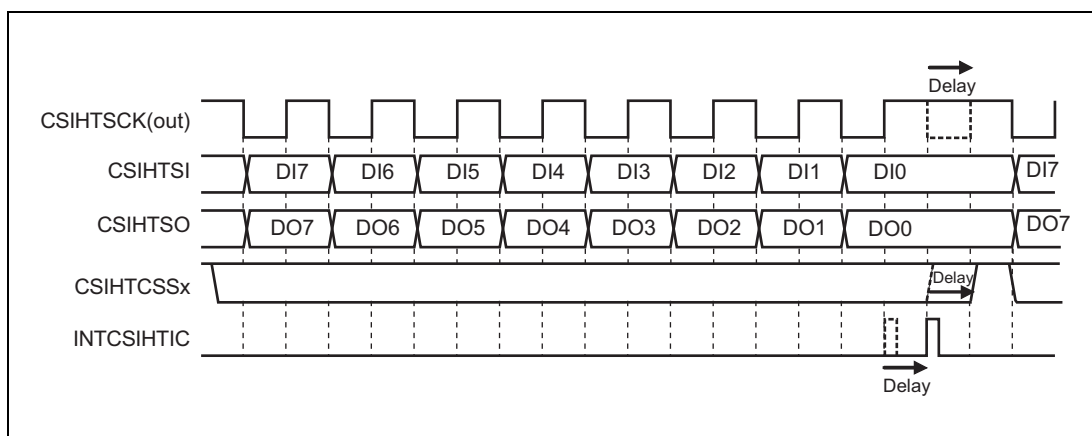 Delay
CSIHTSCK(out)
CSIHTSI DI7 DI6 DI5 DI4 DI3 DI2 DI1 DI0 DI7
CSIHTSO DO7 DO6 DO5 DO4 DO3 DO2 DO1 DO0 DO7
CSIHTCSSx Delay
INTCSIHTIC
Delay